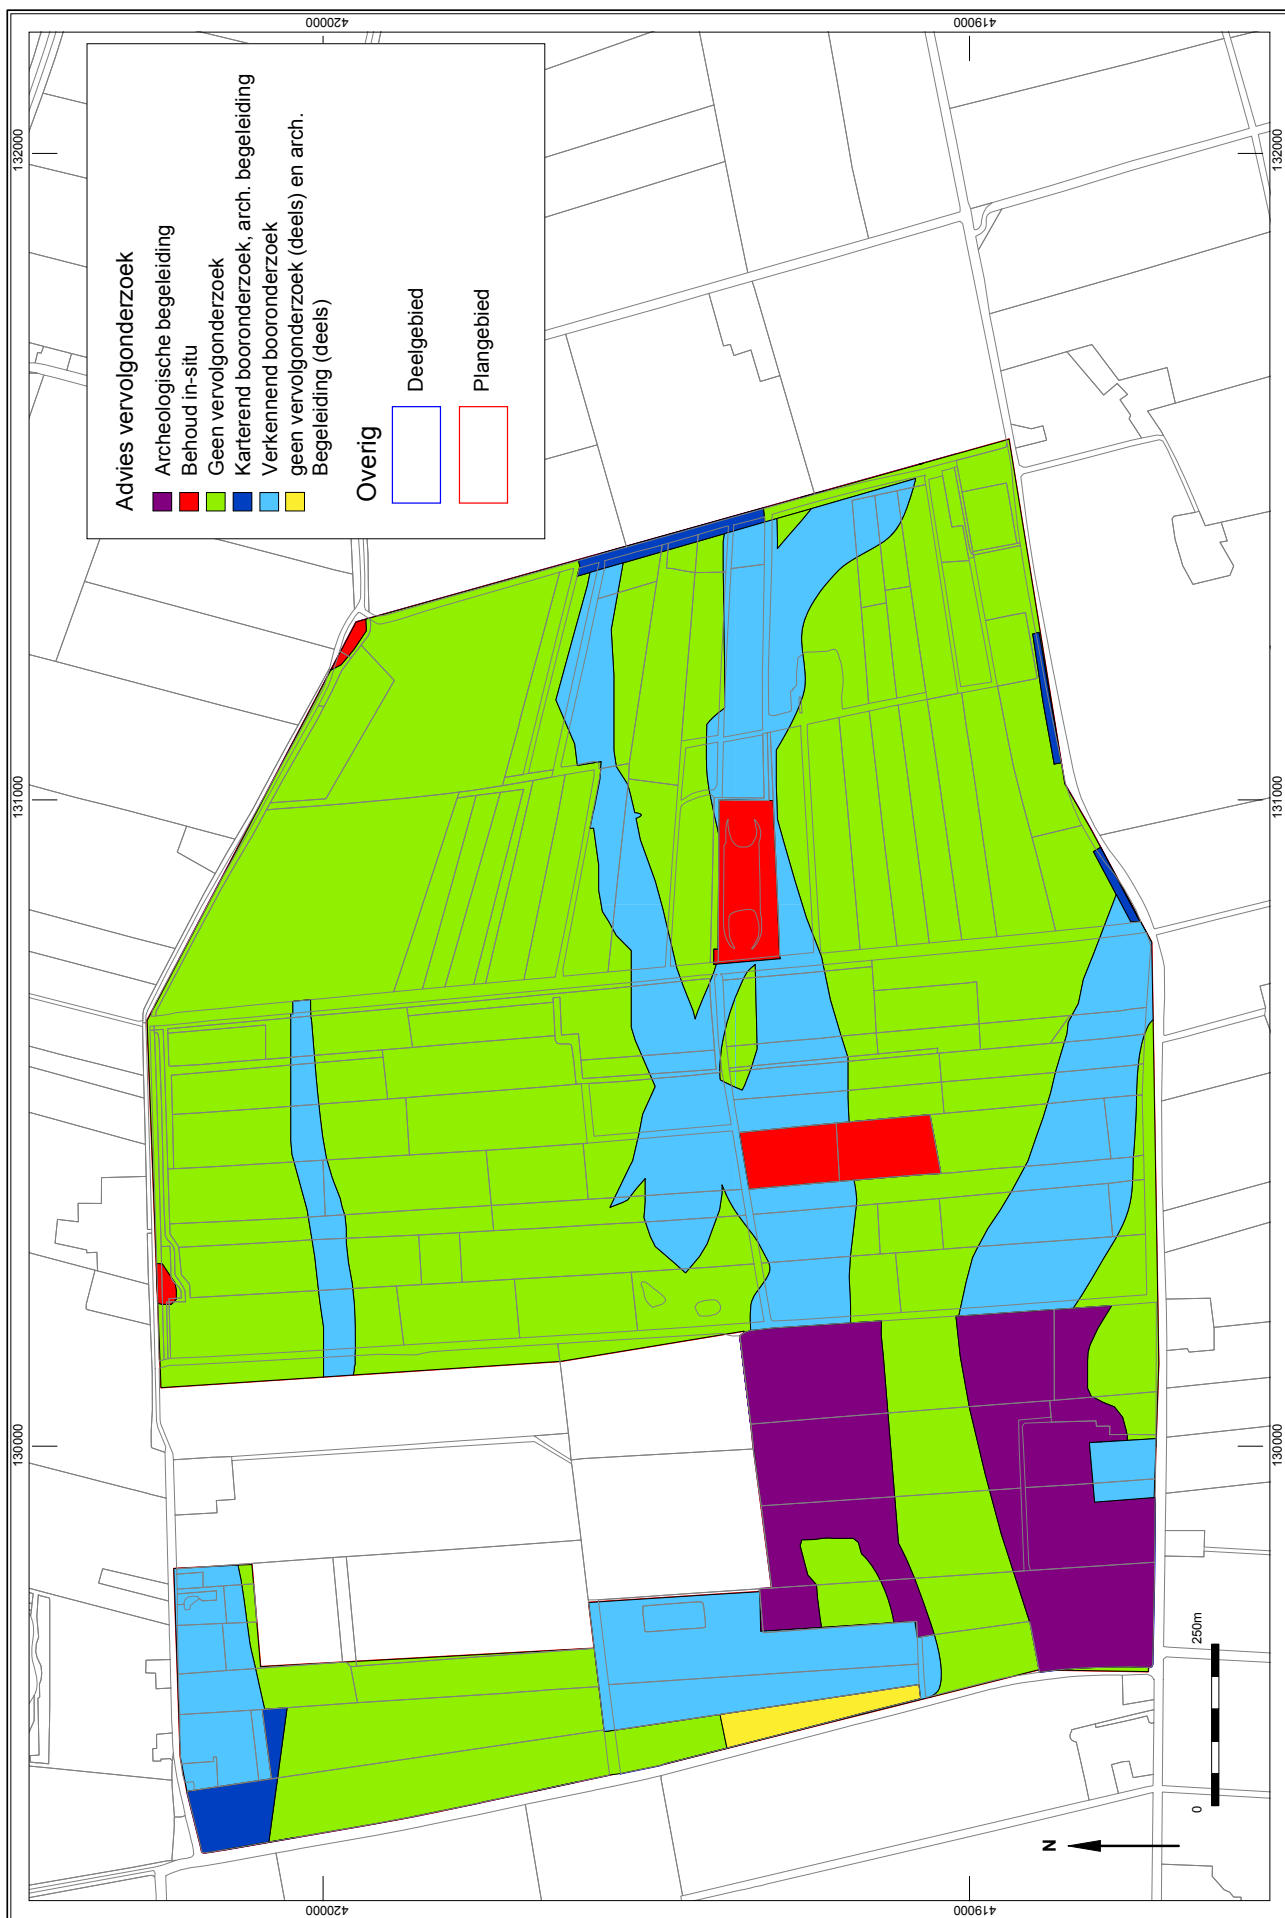 420000
419000
132000
132000
131000
131000
130000
130000
420000
419000
Advies vervolgonderzoek
Archeologische begeleiding
Behoud in-situ
Geen vervolgonderzoek
Karterend booronderzoek, arch. begeleiding
Verkennend booronderzoek
geen vervolgonderzoek (deels) en arch.
Begeleiding (deels)
Overig
Deelgebied
Plangebied
N
0
250m